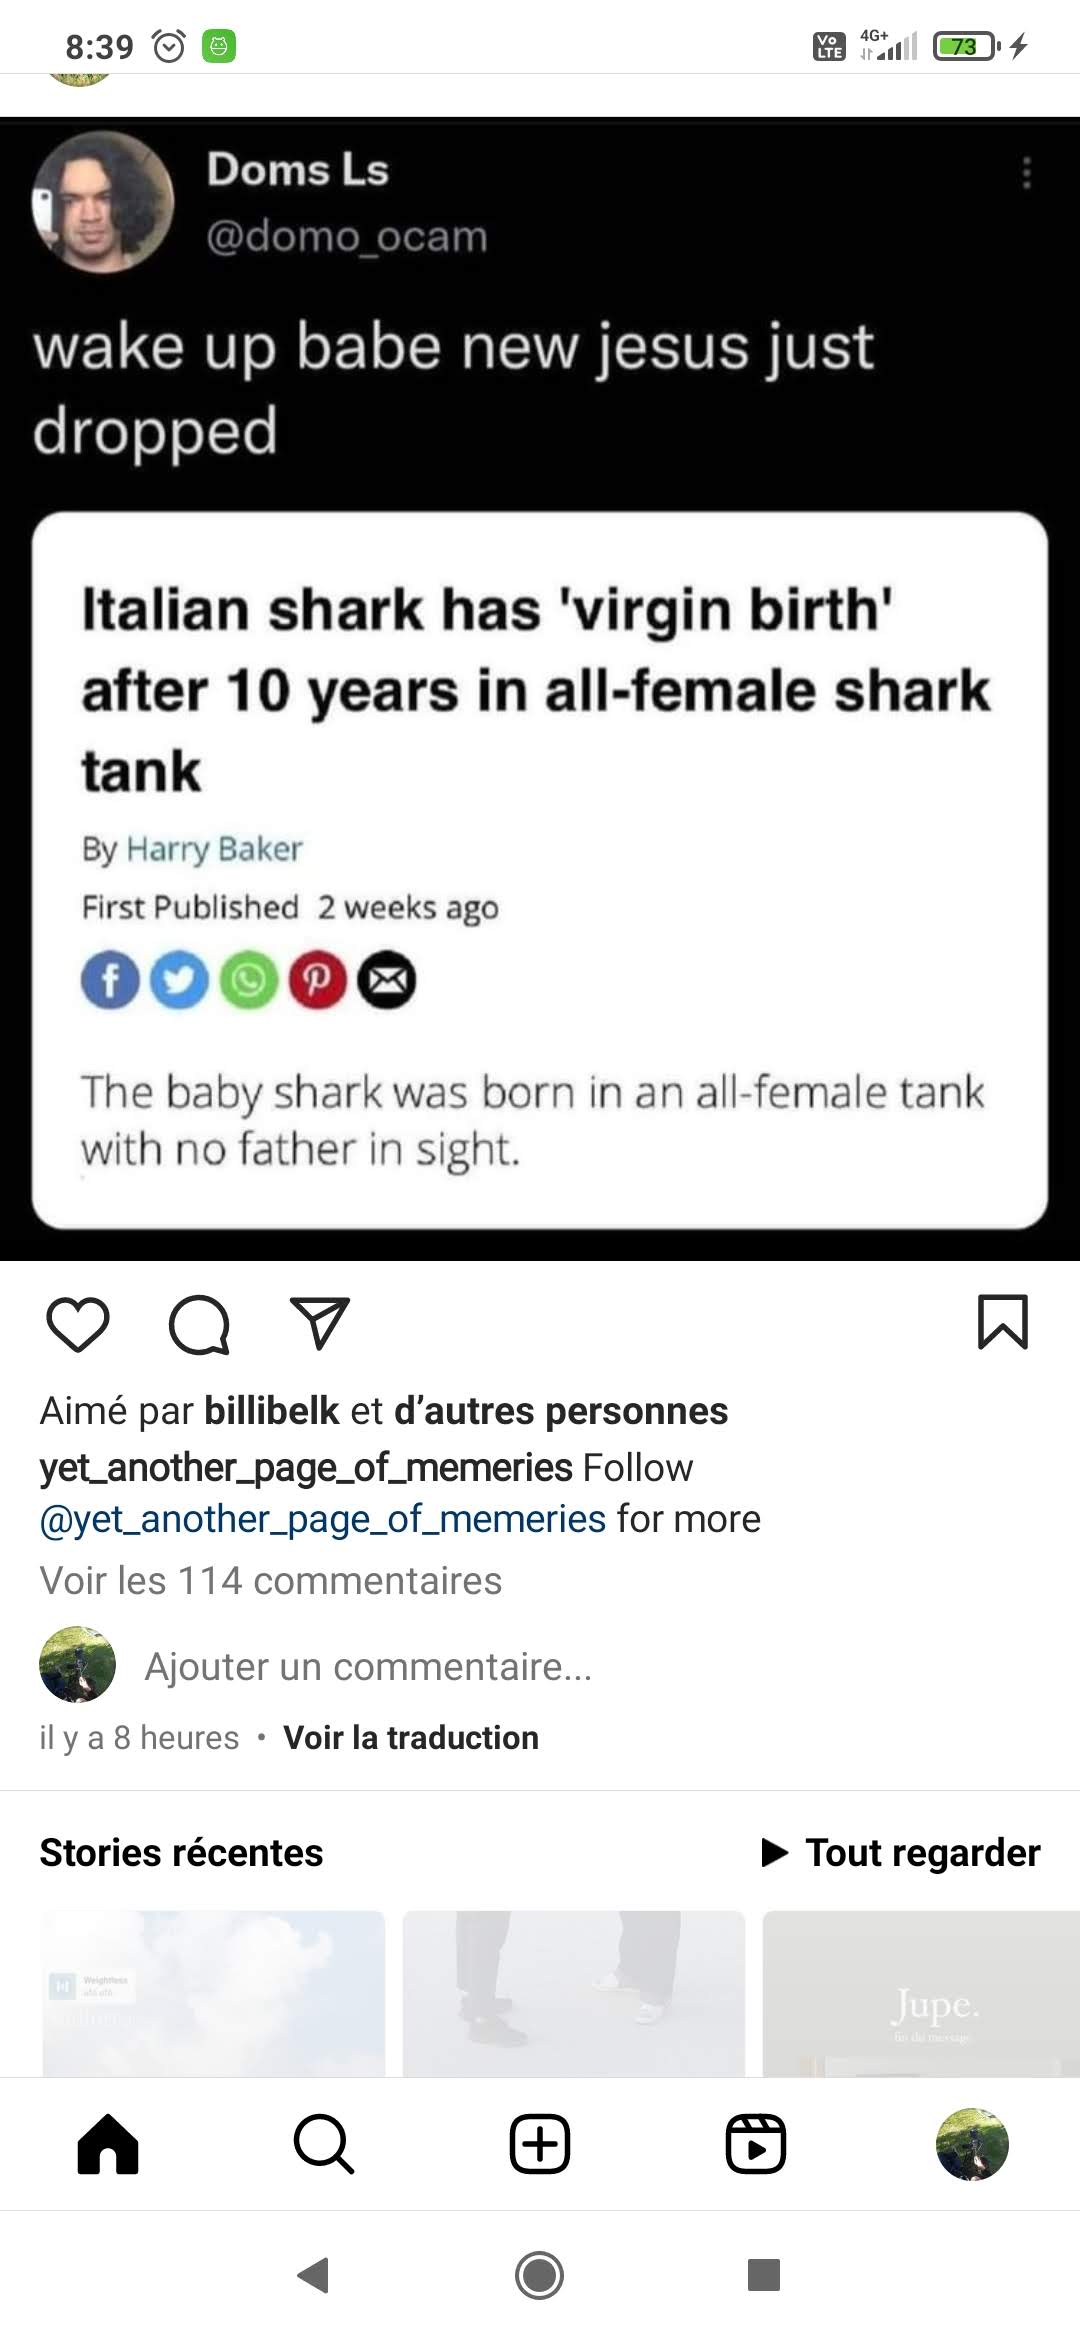 8:39
Vo LTE
4G+
73
Doms Ls
@domo_ocam
wake up babe new jesus just
dropped
Italian shark has 'virgin birth'
after 10 years in all-female shark
tank
By Harry Baker
First Published 2 weeks ago
The baby shark was born in an all-female tank
with no father in sight.
Aimé par billibelk et d’autres personnes
yet_another_page_of_memeries Follow
@yet_another_page_of_memeries for more
Voir les 114 commentaires
Ajouter un commentaire...
il y a 8 heures • Voir la traduction
Stories récentes
Tout regarder
Weightless
Jupe.
fin du message.